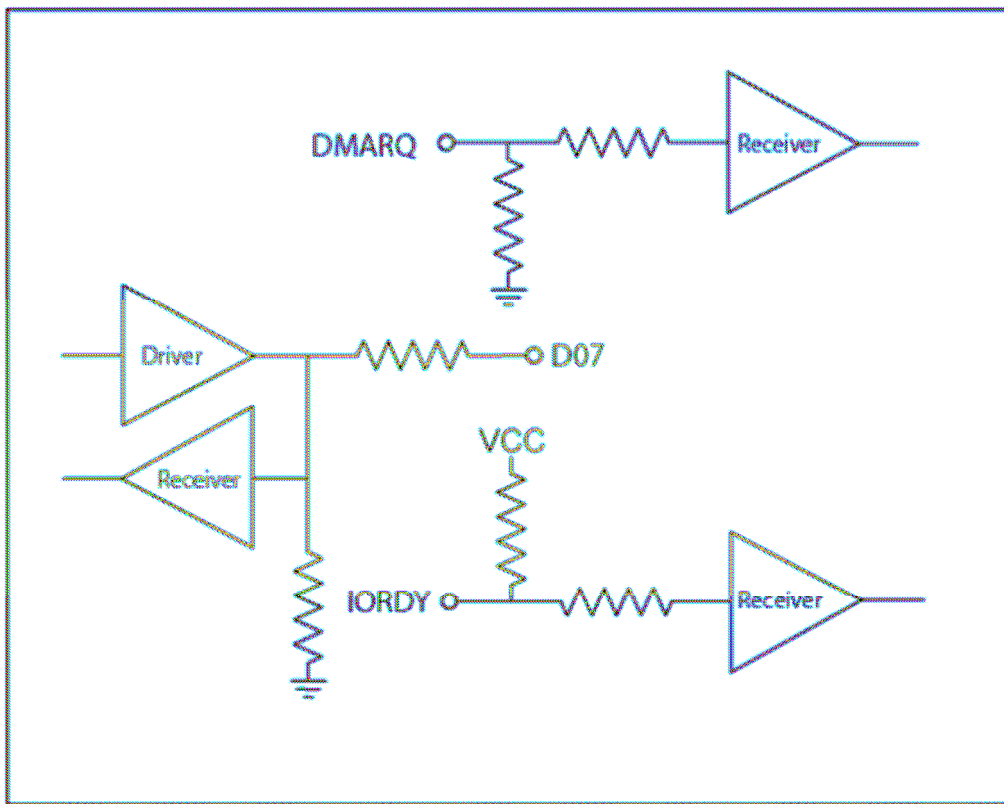 DMARQ
Receiver
Driver
D07
Receiver
VCC
IORDY
Receiver